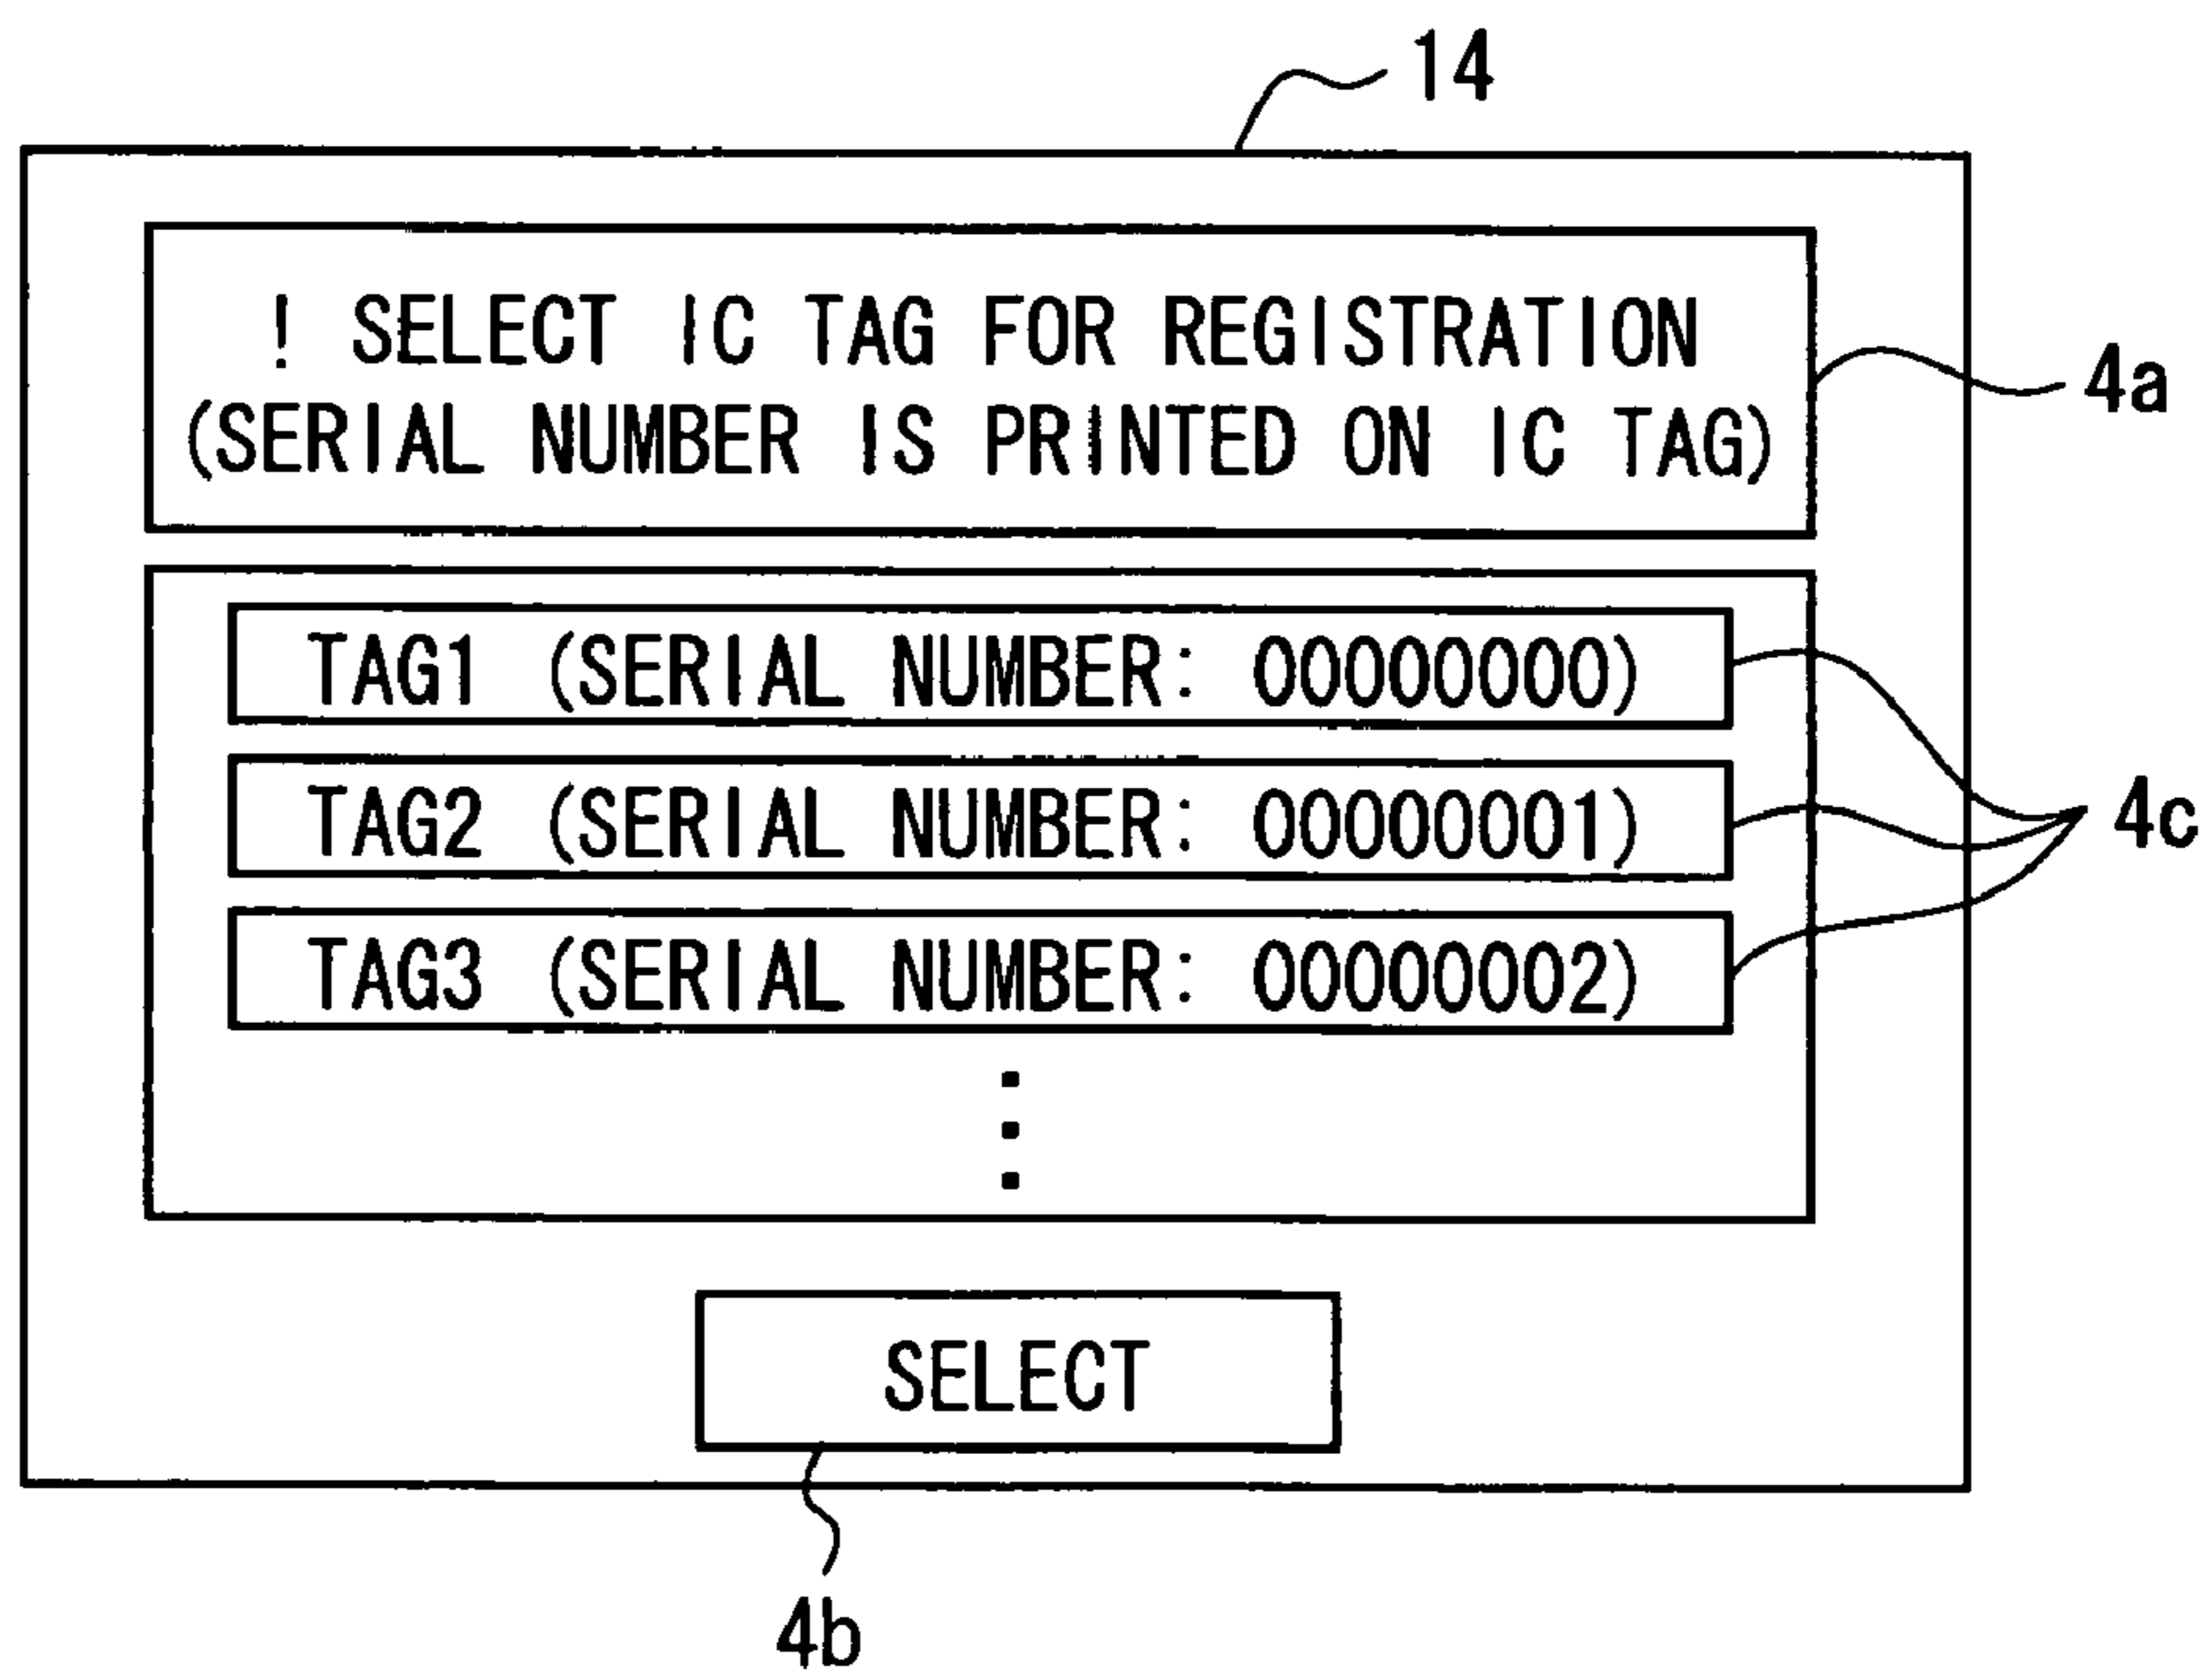 14
! SELECT IC TAG FOR REGISTRATION
(SERIAL NUMBER IS PRINTED ON IC TAG)
4a
TAG1 (SERIAL NUMBER: 00000000)
TAG2 (SERIAL NUMBER: 00000001)
4c
TAG3 (SERIAL NUMBER: 00000002)
SELECT
4b